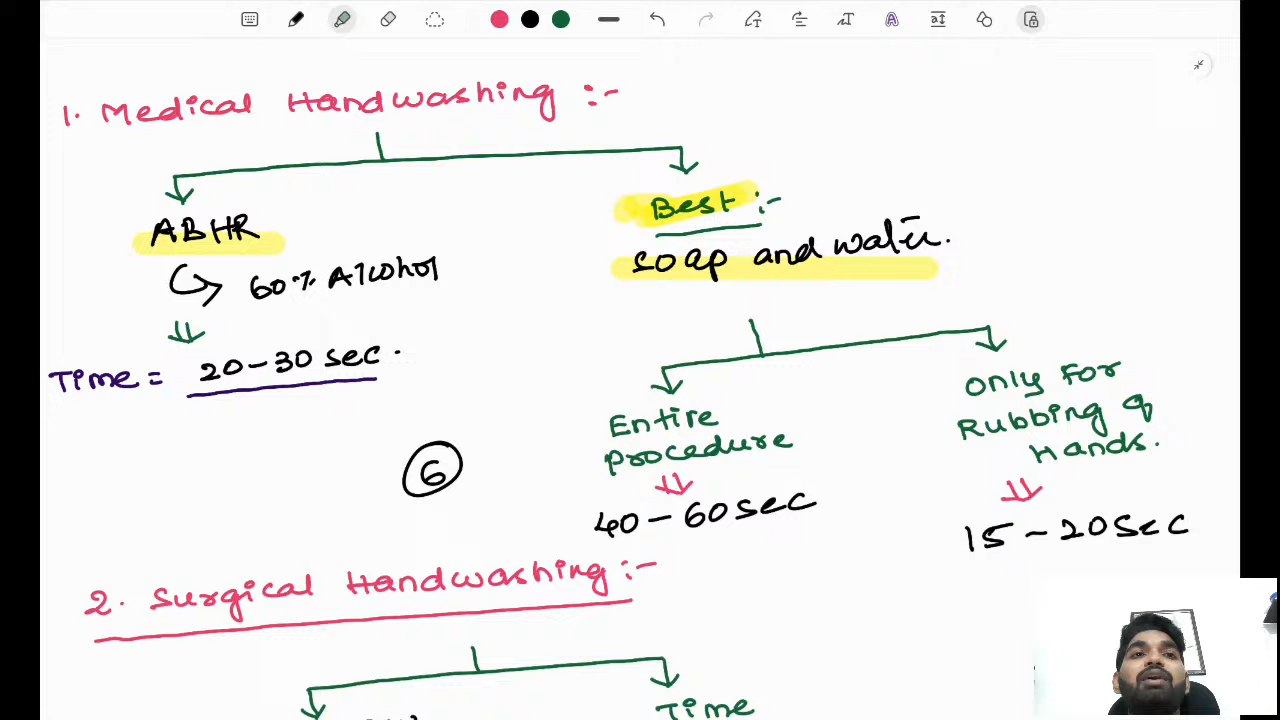 1. Medical Handwashing :-
ABHR
60% Alcohol
Time = 20-30 sec.
Best :-
soap and water.
Entire
procedure
40-60 sec
only for
Rubbing of
Hands.
15-20 sec
6
2. Surgical Handwashing :-
Time